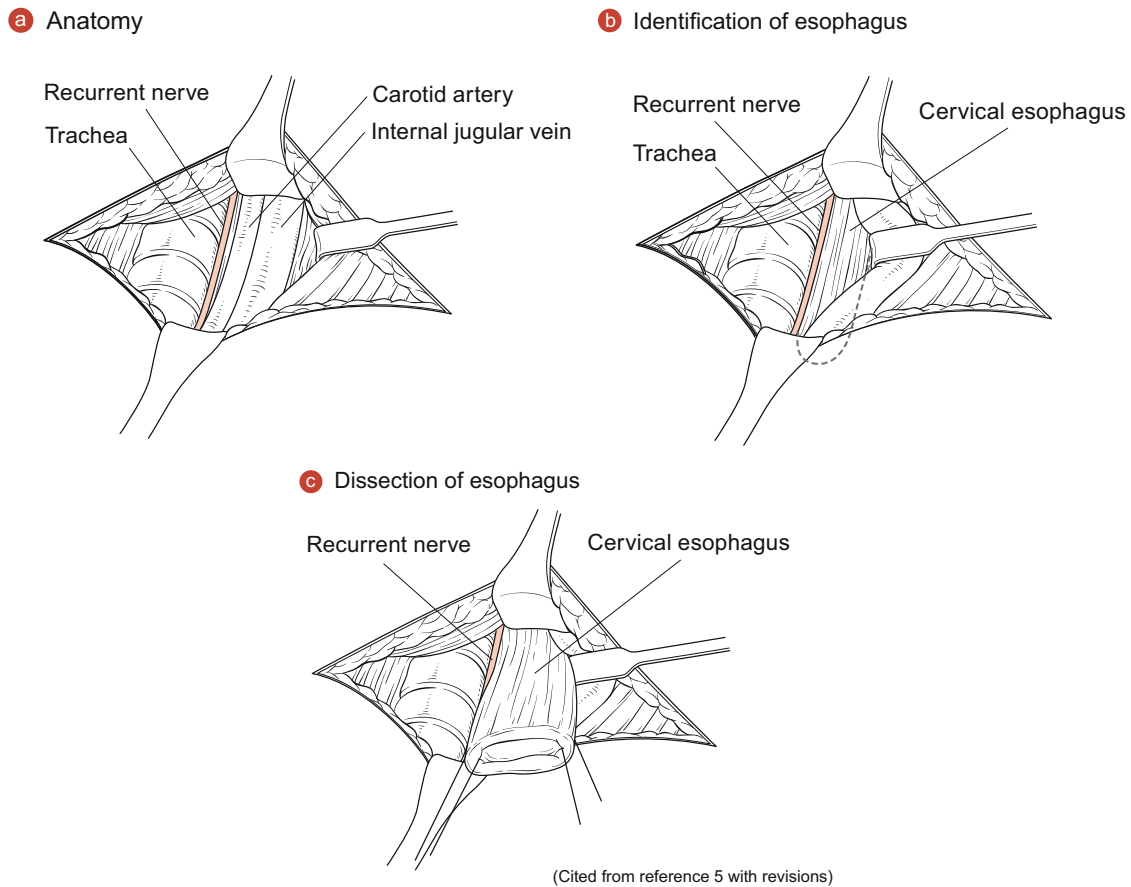 a Anatomy
Recurrent nerve
Trachea
Carotid artery
Internal jugular vein
b Identification of esophagus
Recurrent nerve
Trachea
Cervical esophagus
c Dissection of esophagus
Recurrent nerve
Cervical esophagus
(Cited from reference 5 with revisions)